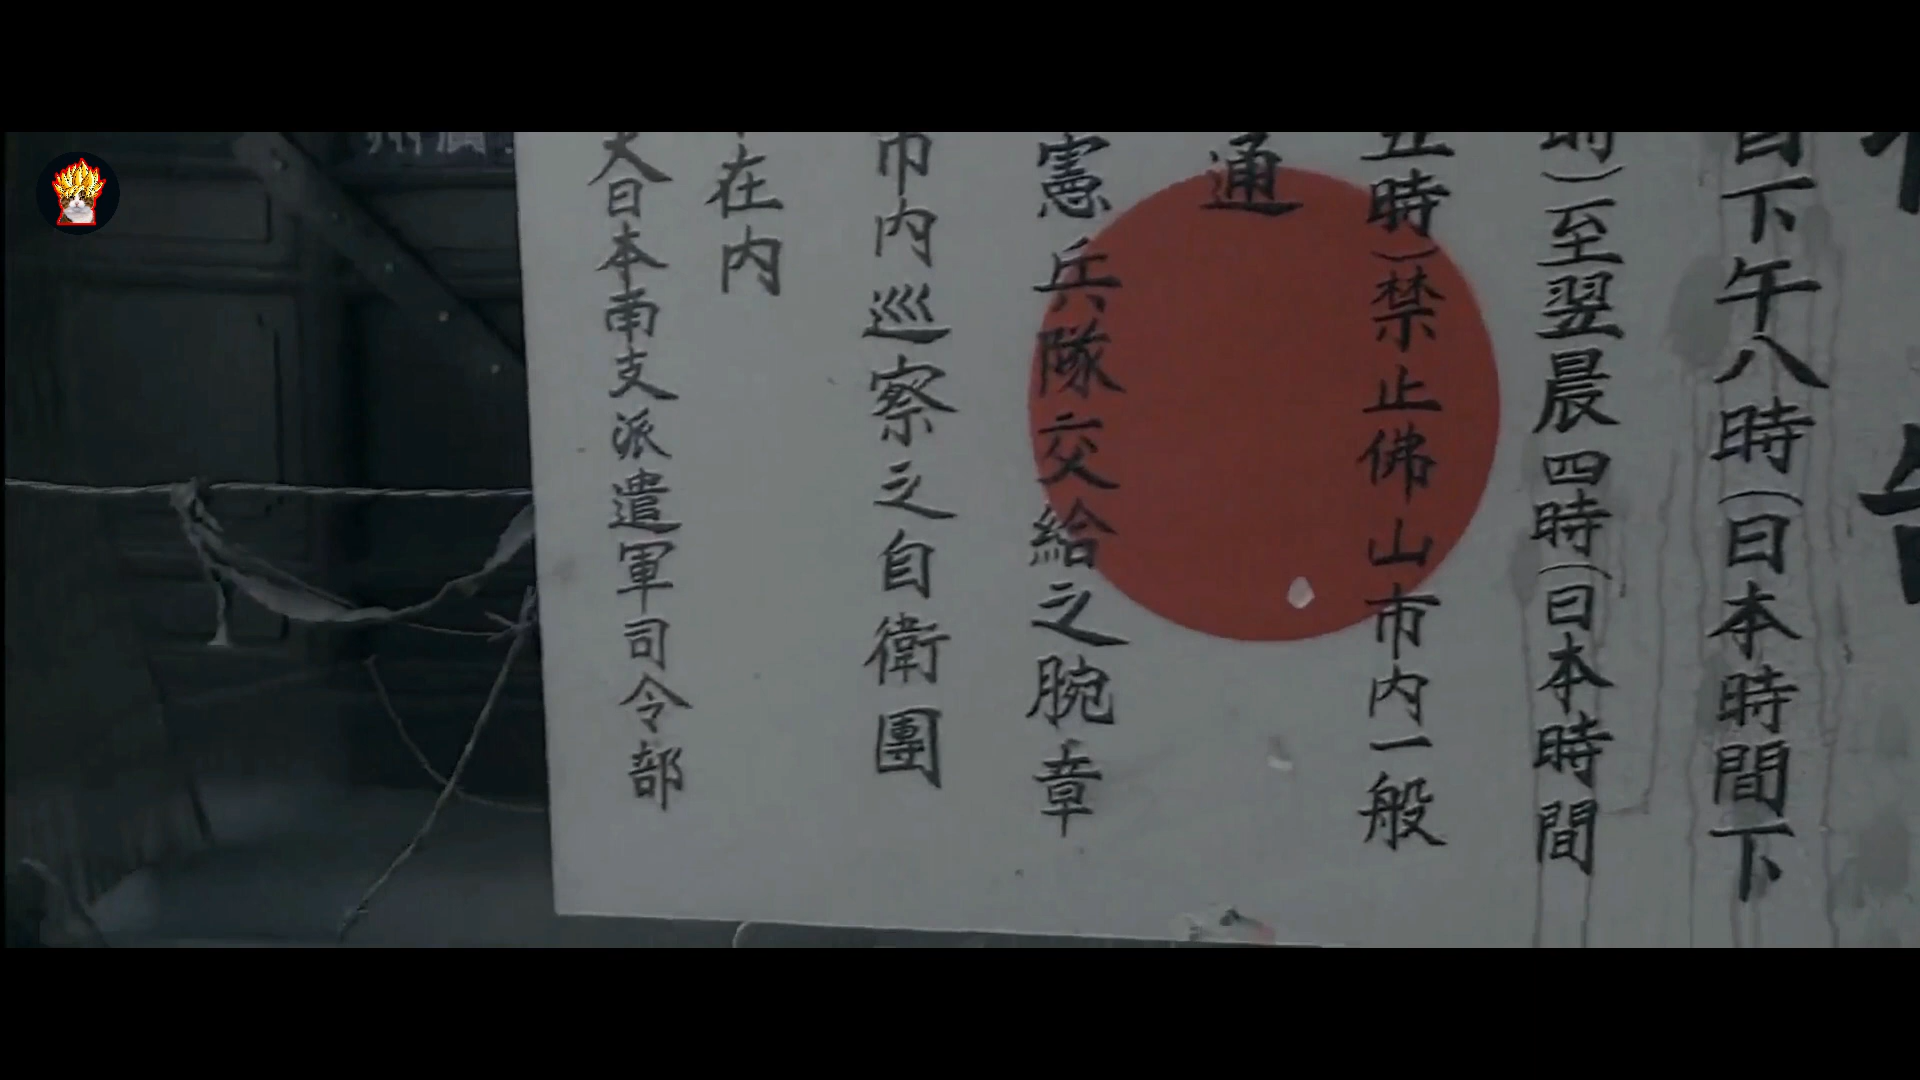 告
日下午八時(日本時間下
時)至翌晨四時(日本時間
五時)禁止佛山市内一般
通
憲兵隊交給之腕章
市内巡察之自衛團
在内
大日本南支派遣軍司令部